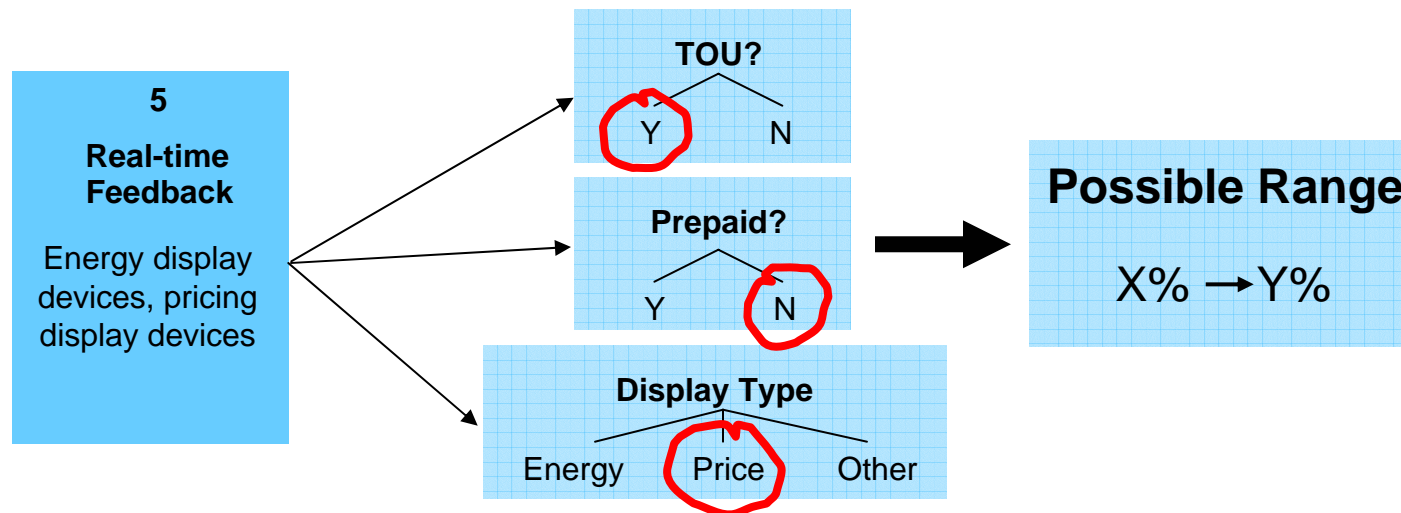 5
Real-time
Feedback
Energy display
devices, pricing
display devices
TOU?
Y N
Prepaid?
Y N
Display Type
Energy Price Other
Possible Range
X% → Y%